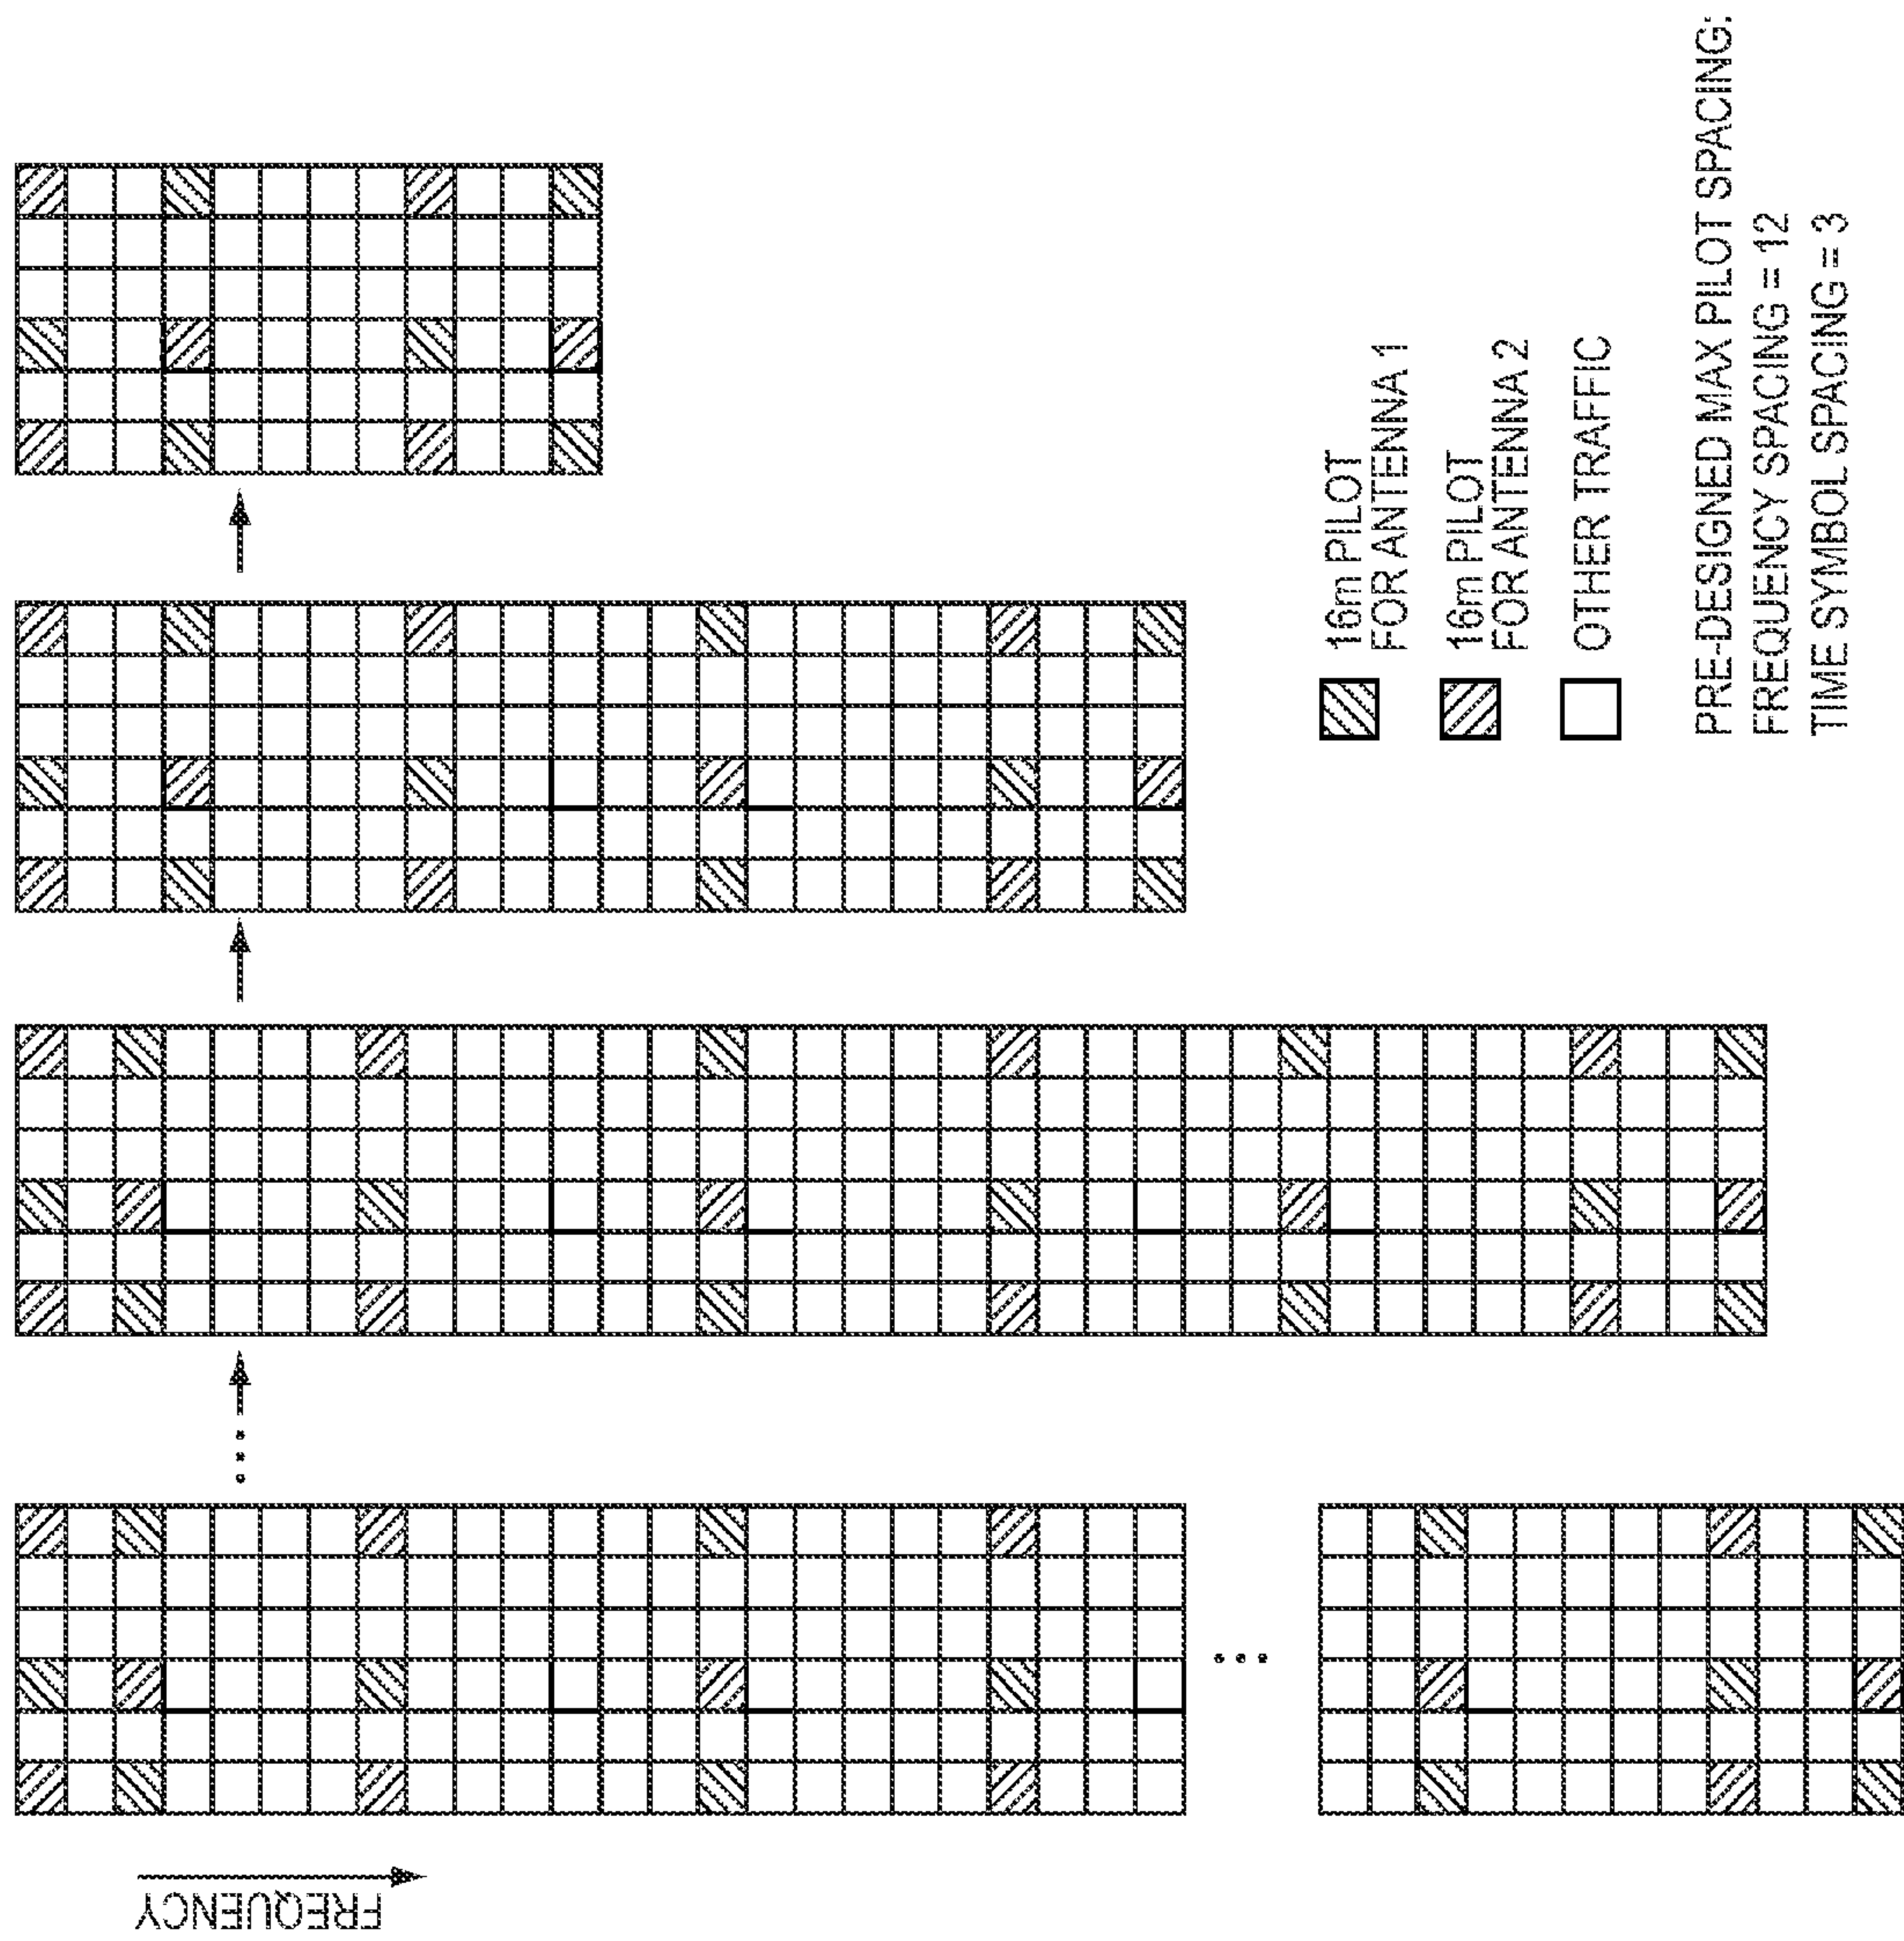 FREQUENCY
16m PILOT
FOR ANTENNA 1
16m PILOT
FOR ANTENNA 2
OTHER TRAFFIC
PRE-DESIGNED MAX PILOT SPACING:
FREQUENCY SPACING = 12
TIME SYMBOL SPACING = 3